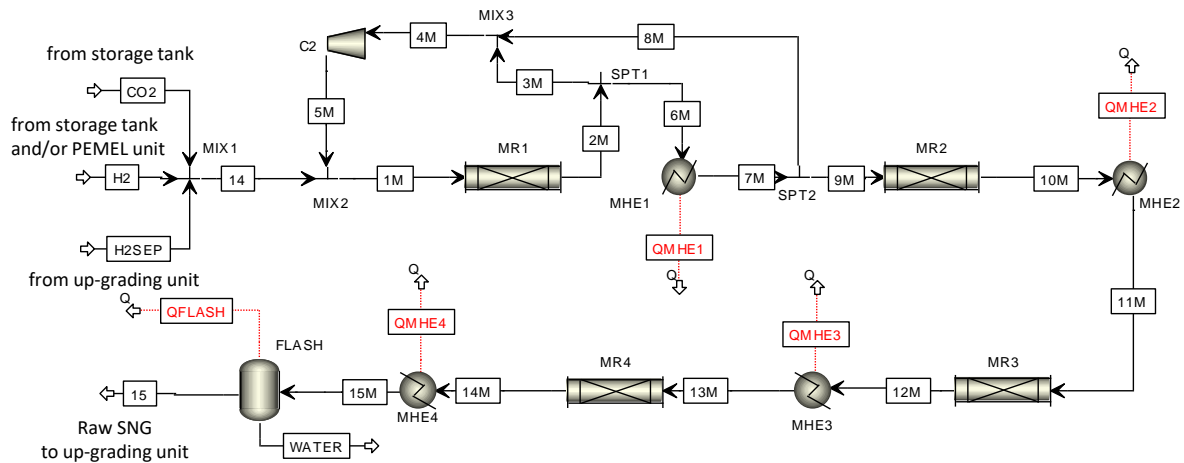 MIX3
C2
4M
8M
from storage tank
CO2
SPT1
3M
Q
QMHE2
from storage tank
and/or PEMEL unit
5M
6M
MIX1
2M
MR1
MR2
H2
14
1M
7M
9M
10M
MIX2
SPT2
MHE1
MHE2
H2SEP
QMHE1
from up-grading unit
Q
Q
Q
Q
11M
QFLASH
QMHE4
QMHE3
FLASH
MR4
MR3
15M
14M
13M
12M
15
MHE4
MHE3
Raw SNG
to up-grading unit
WATER